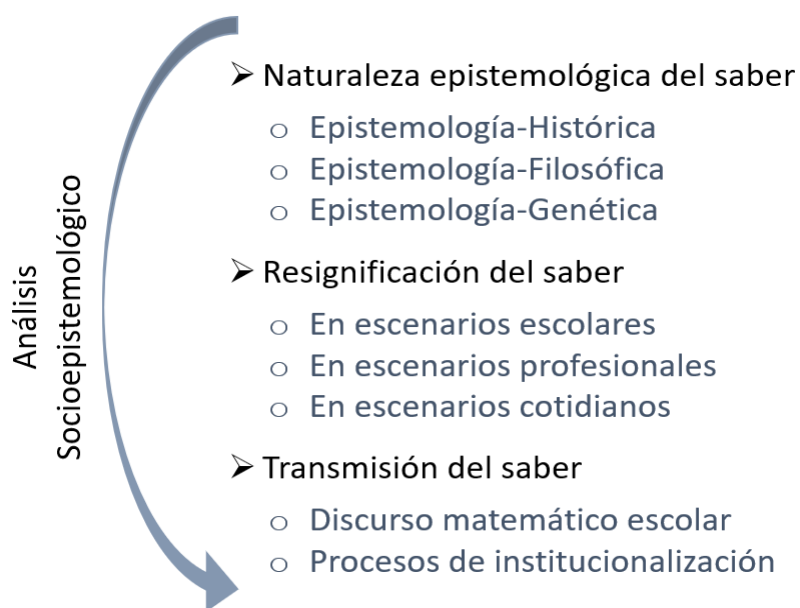 Análisis
Socioepistemológico
➢ Naturaleza epistemológica del saber
o Epistemología-Histórica
o Epistemología-Filosófica
o Epistemología-Genética
➢ Resignificación del saber
o En escenarios escolares
o En escenarios profesionales
o En escenarios cotidianos
➢ Transmisión del saber
o Discurso matemático escolar
o Procesos de institucionalización